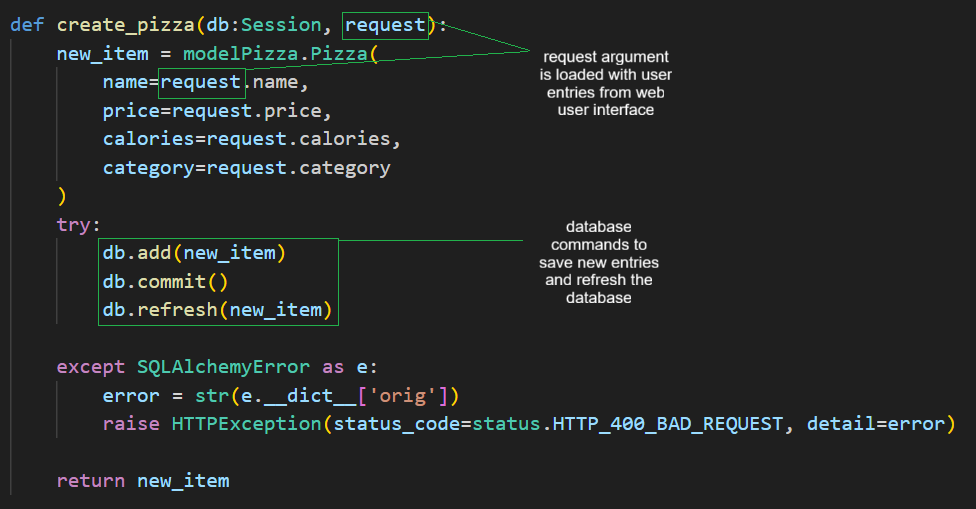 def create_pizza(db:Session, request):
new_item = modelPizza.Pizza(
name=request.name,
price=request.price,
calories=request.calories,
category=request.category
)
try:
db.add(new_item)
db.commit()
db.refresh(new_item)
except SQLAlchemyError as e:
error = str(e.__dict__['orig'])
raise HTTPException(status_code=status.HTTP_400_BAD_REQUEST, detail=error)
return new_item
request argument
is loaded with user
entries from web
user interface
database
commands to
save new entries
and refresh the
database